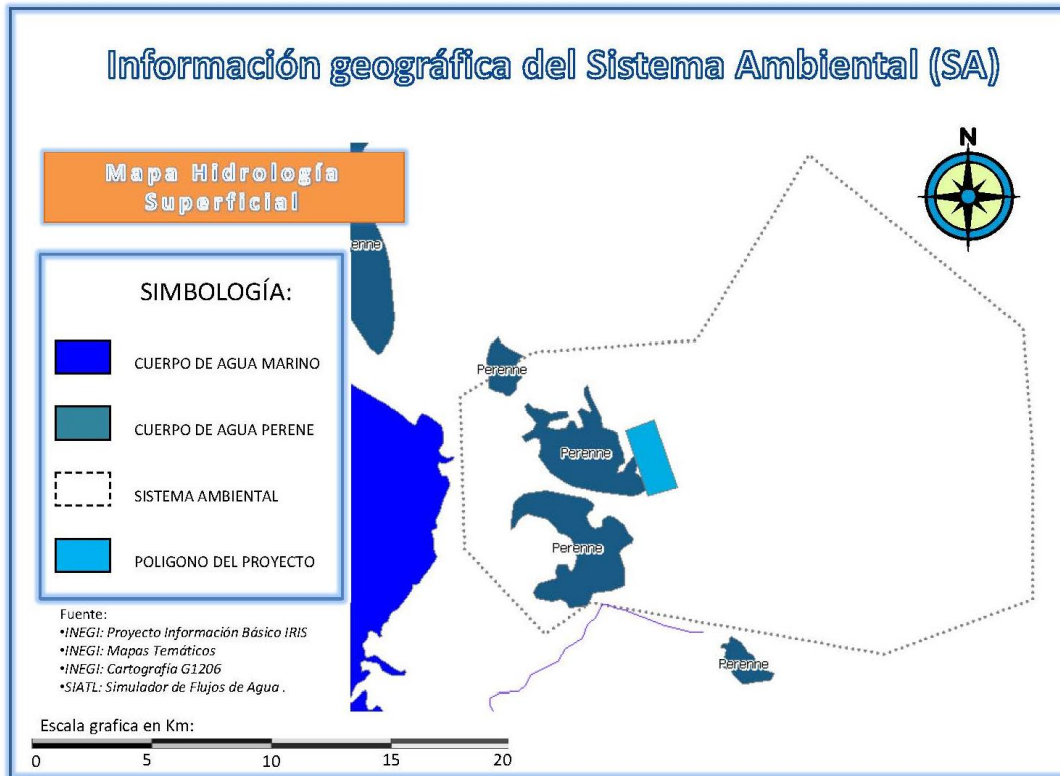 Información geográfica del Sistema Ambiental (SA)
N
Mapa Hidrología
Superficial
enne
SIMBOLOGÍA:
CUERPO DE AGUA MARINO
CUERPO DE AGUA PERENE
SISTEMA AMBIENTAL
POLIGONO DEL PROYECTO
Perenne
Perenne
Perenne
Perenne
Fuente:
•INEGI: Proyecto Información Básico IRIS
•INEGI: Mapas Temáticos
•INEGI: Cartografía G1206
•SIATL: Simulador de Flujos de Agua .
Escala grafica en Km:
0 5 10 15 20